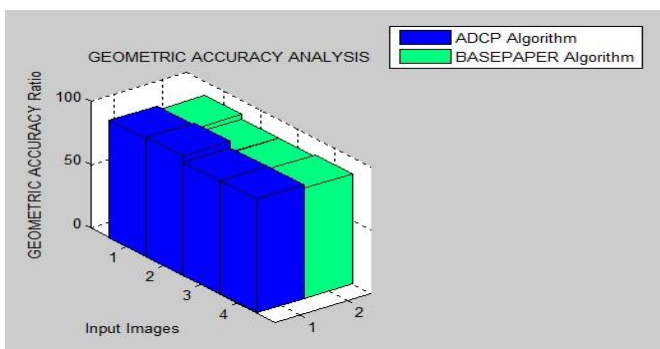 ADCP Algorithm
BASEPAPER Algorithm
GEOMETRIC ACCURACY ANALYSIS
GEOMETRIC ACCURACY Ratio
100
50
0
1
2
3
4
Input Images
1
2